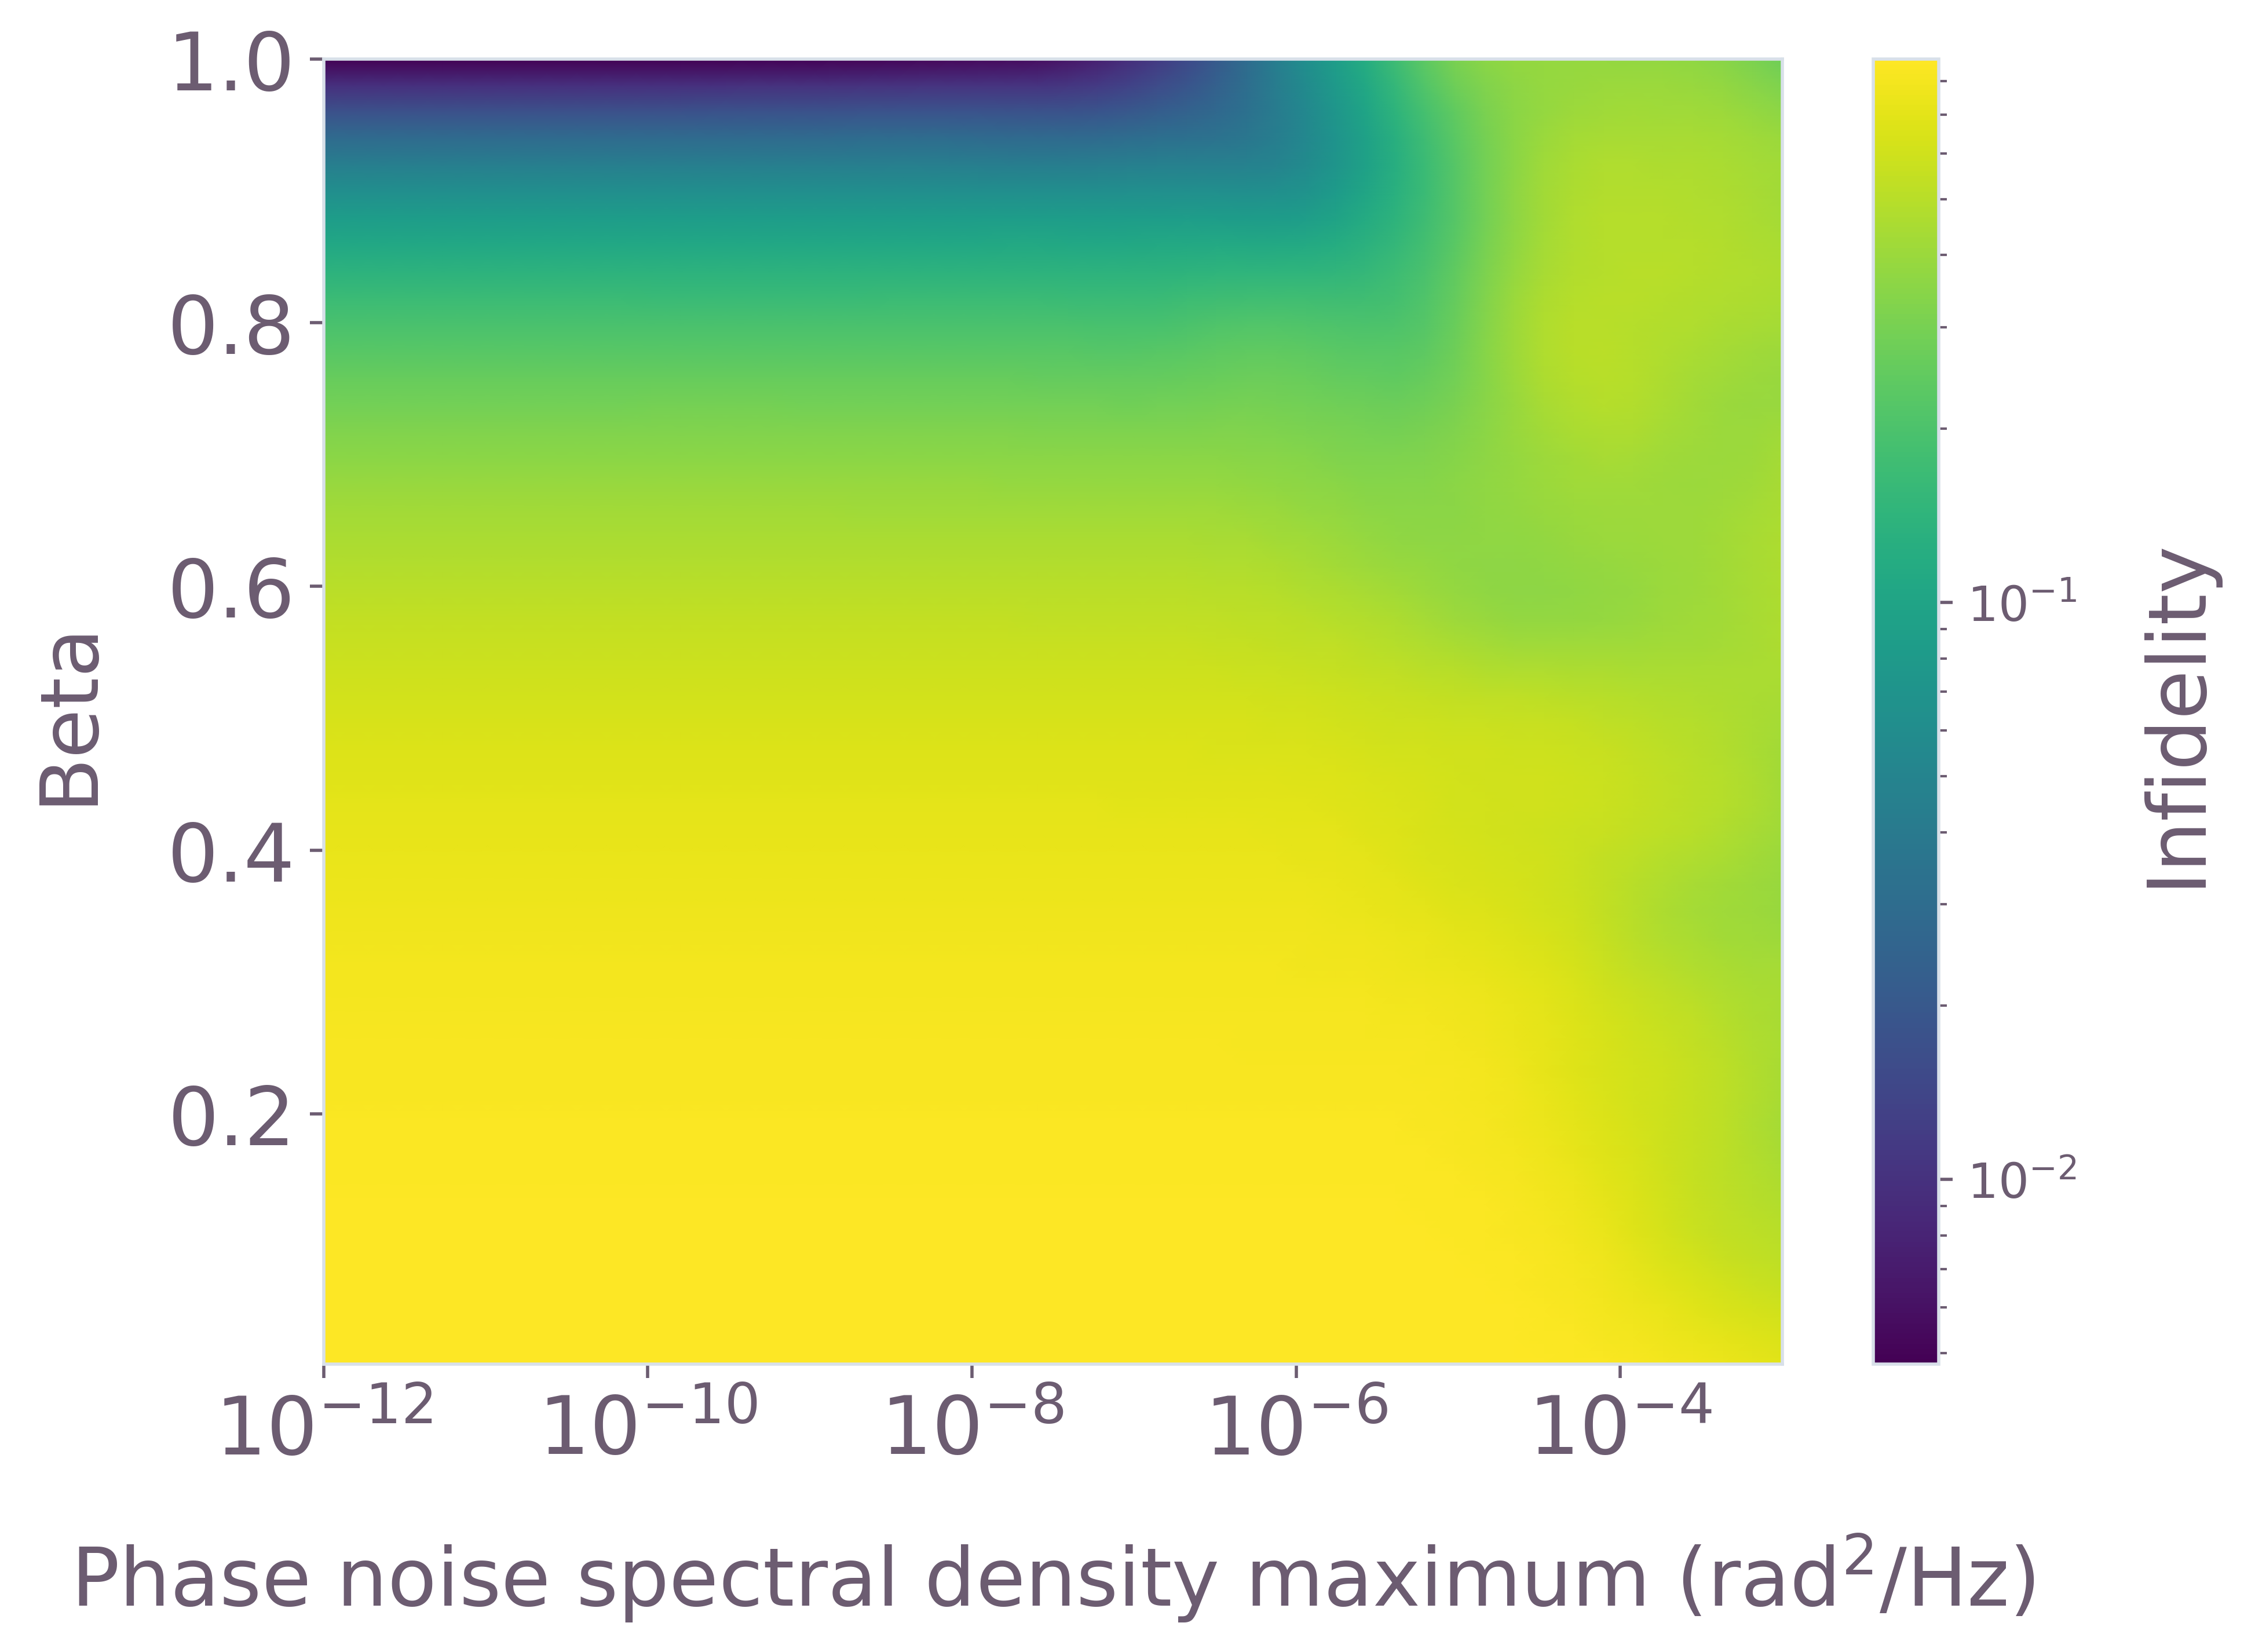 1.0
0.8
0.6
0.4
0.2
Beta
10⁻¹² 10⁻¹⁰ 10⁻⁸ 10⁻⁶ 10⁻⁴
Phase noise spectral density maximum (rad²/Hz)
10⁻¹
10⁻²
Infidelity